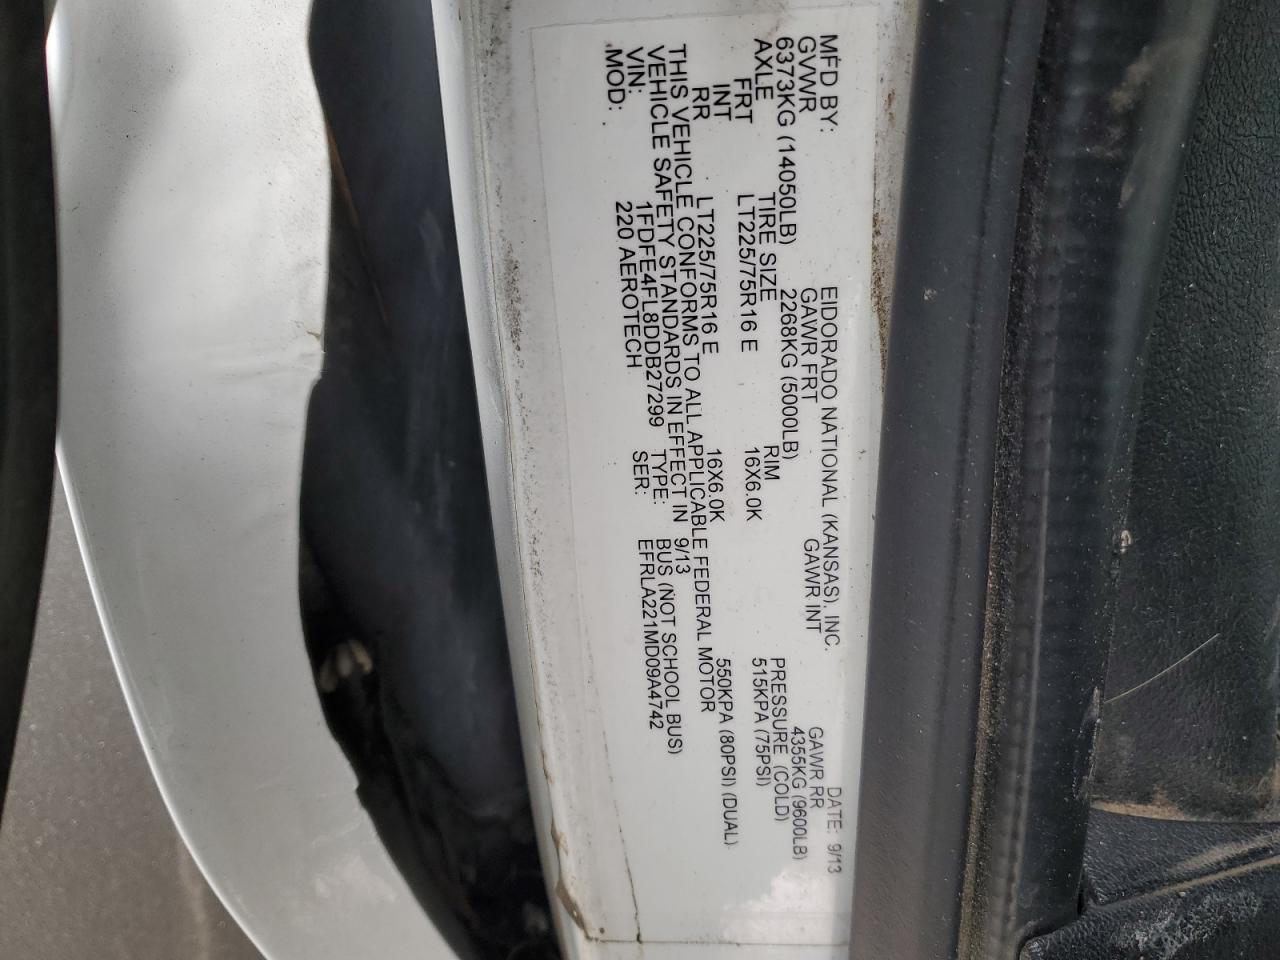 MFD BY: EIDORADO NATIONAL (KANSAS), INC. DATE: 9/13
GVWR GAWR FRT GAWR INT GAWR RR
6373KG (14050LB) 2268KG (5000LB) 4355KG (9600LB)
AXLE TIRE SIZE RIM PRESSURE (COLD)
FRT LT225/75R16 E 16X6.0K 515KPA (75PSI)
INT
RR LT225/75R16 E 16X6.0K 550KPA (80PSI) (DUAL)
THIS VEHICLE CONFORMS TO ALL APPLICABLE FEDERAL MOTOR
VEHICLE SAFETY STANDARDS IN EFFECT IN 9/13
VIN: 1FDFE4FL8DDB27299 TYPE: BUS (NOT SCHOOL BUS)
MOD: 220 AEROTECH SER: EFRLA221MD09A4742